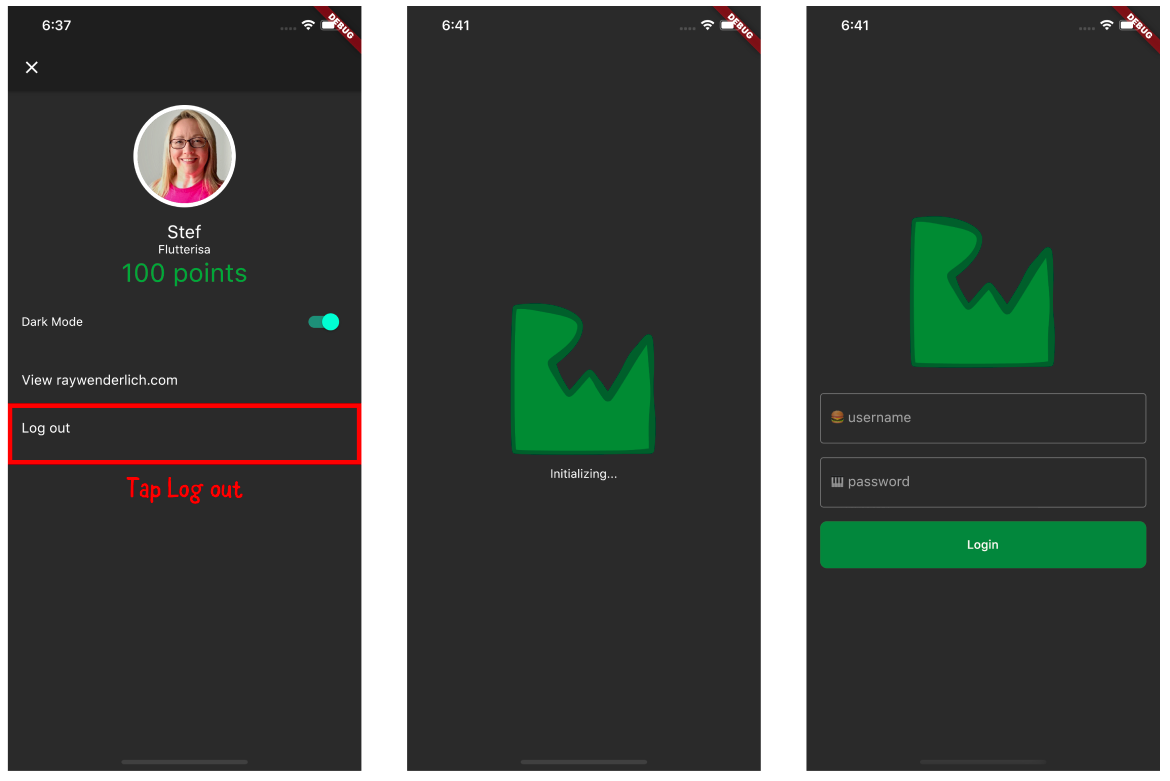 6:37
DEBUG
Stef
Flutterisa
100 points
Dark Mode
View raywenderlich.com
Log out
Tap Log out
6:41
DEBUG
Initializing...
6:41
DEBUG
🍔 username
🎹 password
Login